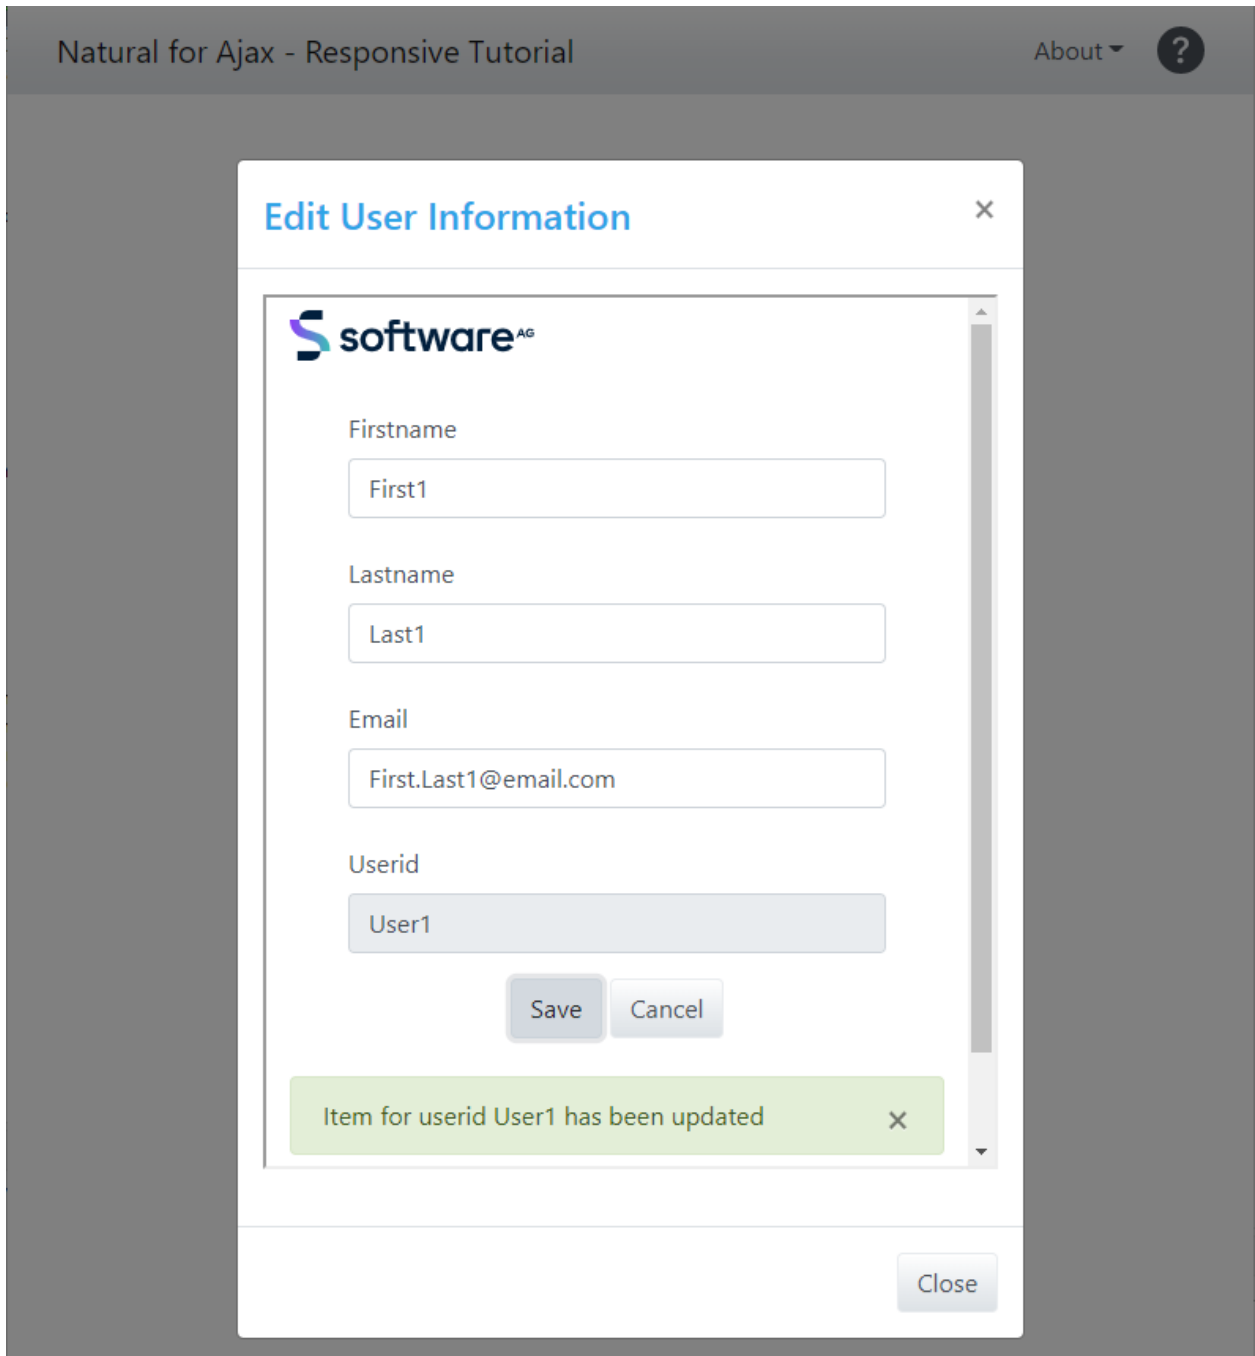 Natural for Ajax - Responsive Tutorial
About
?
Edit User Information
×
software AG
Firstname
First1
Lastname
Last1
Email
First.Last1@email.com
Userid
User1
Save
Cancel
Item for userid User1 has been updated
×
Close